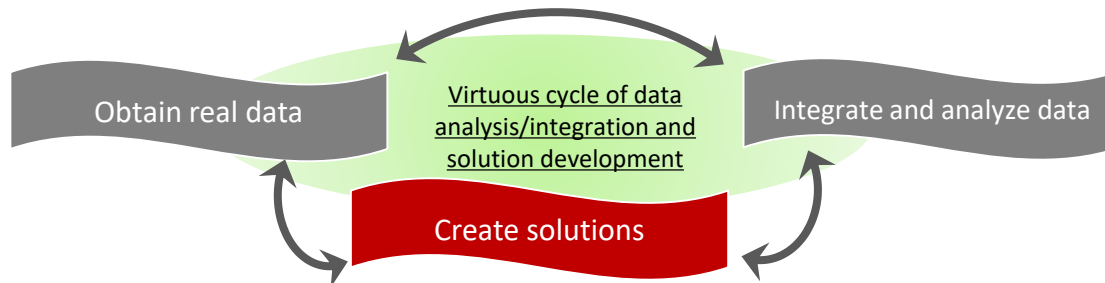 Obtain real data
Virtuous cycle of data
analysis/integration and
solution development
Integrate and analyze data
Create solutions